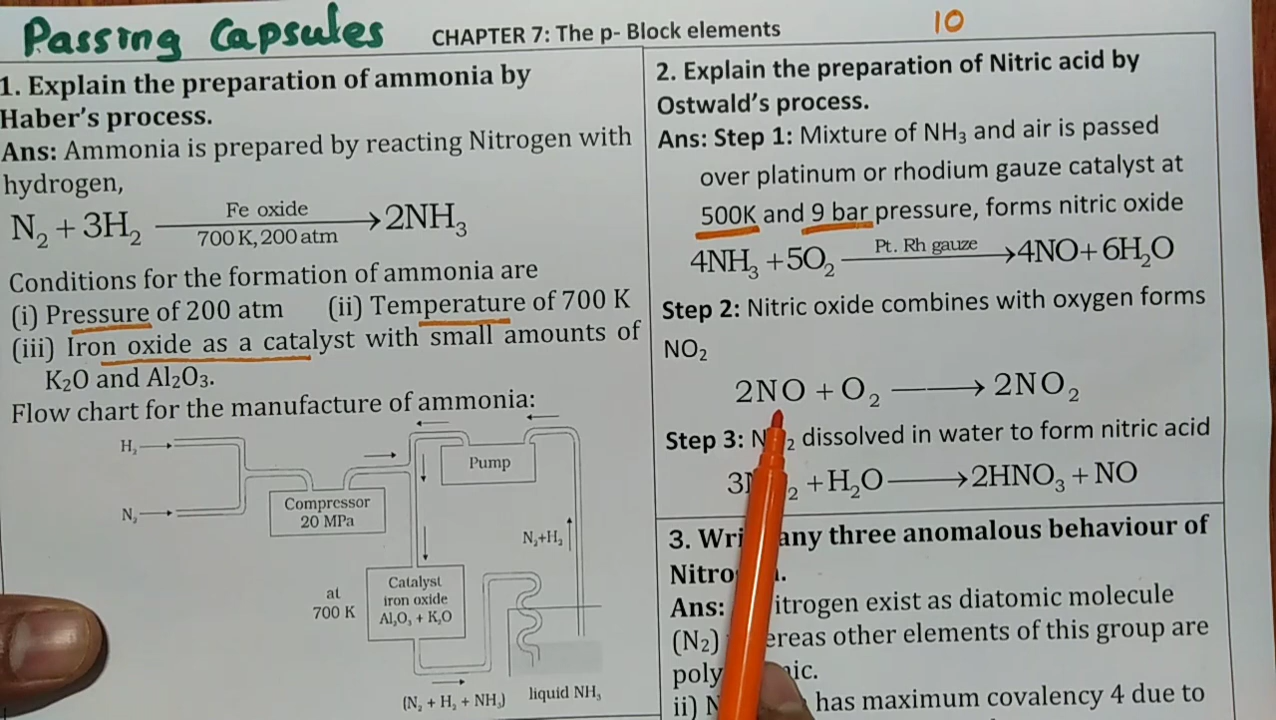 Passing Capsules
CHAPTER 7: The p- Block elements
10
1. Explain the preparation of ammonia by
Haber's process.
Ans: Ammonia is prepared by reacting Nitrogen with
hydrogen,
N₂ + 3H₂ Fe oxide 700 K, 200 atm → 2NH₃
Conditions for the formation of ammonia are
(i) Pressure of 200 atm (ii) Temperature of 700 K
(iii) Iron oxide as a catalyst with small amounts of
K₂O and Al₂O₃.
Flow chart for the manufacture of ammonia:
H₂
N₂
Compressor
20 MPa
Pump
N₂+H₂
at
700 K
Catalyst
iron oxide
Al₂O₃ + K₂O
(N₂ + H₂ + NH₃)
liquid NH₃
2. Explain the preparation of Nitric acid by
Ostwald's process.
Ans: Step 1: Mixture of NH₃ and air is passed
over platinum or rhodium gauze catalyst at
500K and 9 bar pressure, forms nitric oxide
4NH₃ + 5O₂ Pt. Rh gauze → 4NO + 6H₂O
Step 2: Nitric oxide combines with oxygen forms
NO₂
2NO + O₂ → 2NO₂
Step 3: dissolved in water to form nitric acid
+ H₂O → 2HNO₃ + NO
3. any three anomalous behaviour of
Ans: exist as diatomic molecule
(N₂) other elements of this group are
ii) has maximum covalency 4 due to